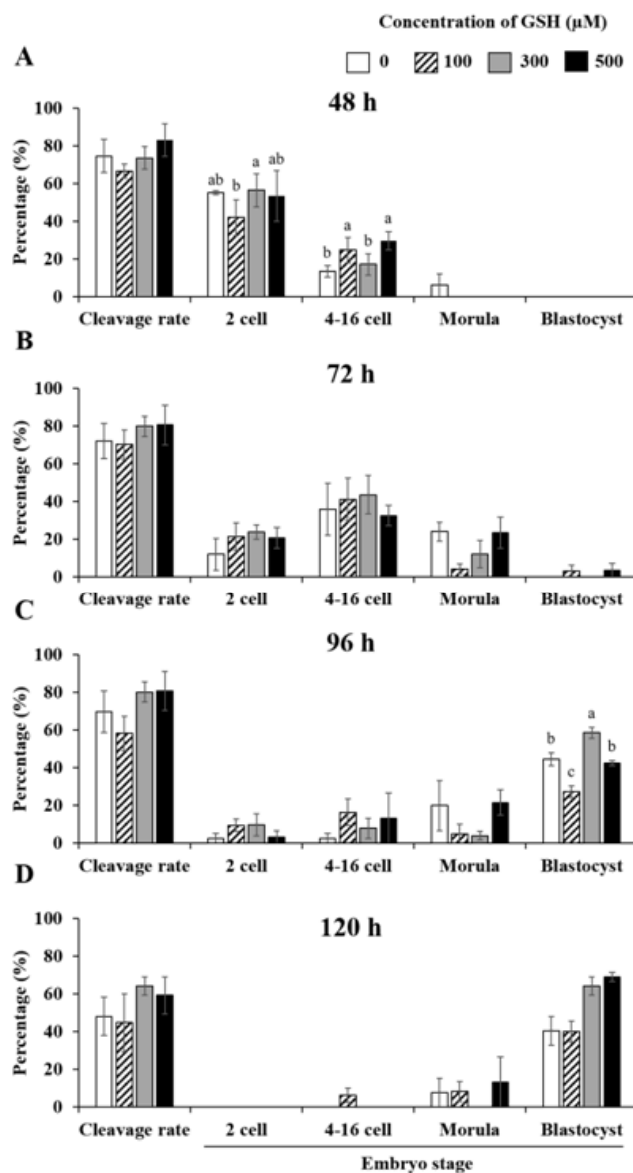 Concentration of GSH (μM)
A
0 100 300 500
48 h
100
80
60
40
20
0
Percentage (%)
ab b a ab
b a b a
Cleavage rate 2 cell 4-16 cell Morula Blastocyst
B
72 h
100
80
60
40
20
0
Percentage (%)
Cleavage rate 2 cell 4-16 cell Morula Blastocyst
C
96 h
100
80
60
40
20
0
Percentage (%)
b c a b
Cleavage rate 2 cell 4-16 cell Morula Blastocyst
D
120 h
100
80
60
40
20
0
Percentage (%)
Cleavage rate 2 cell 4-16 cell Morula Blastocyst
Embryo stage